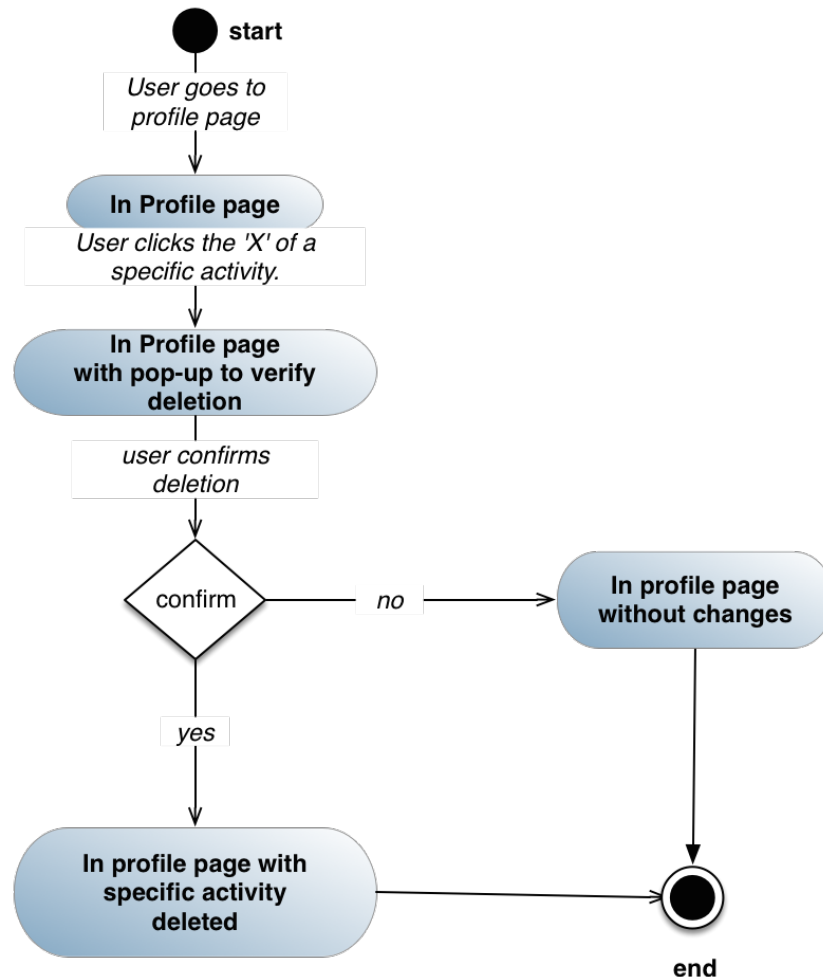 start
User goes to
profile page
In Profile page
User clicks the 'X' of a
specific activity.
In Profile page
with pop-up to verify
deletion
user confirms
deletion
confirm
no
In profile page
without changes
yes
In profile page with
specific activity
deleted
end